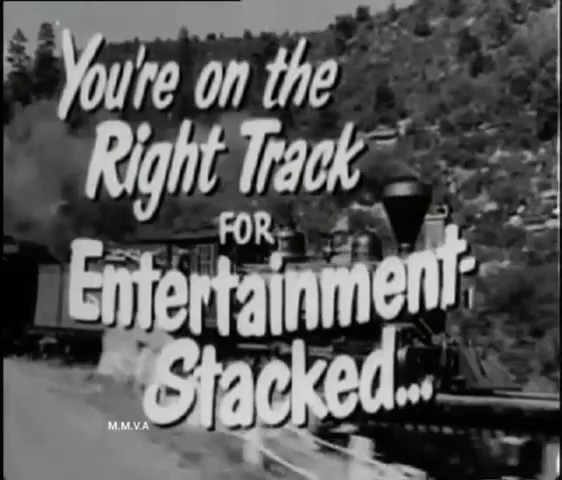 You're on the
Right Track
FOR
Entertainment-
Stacked...
M.M.V.A